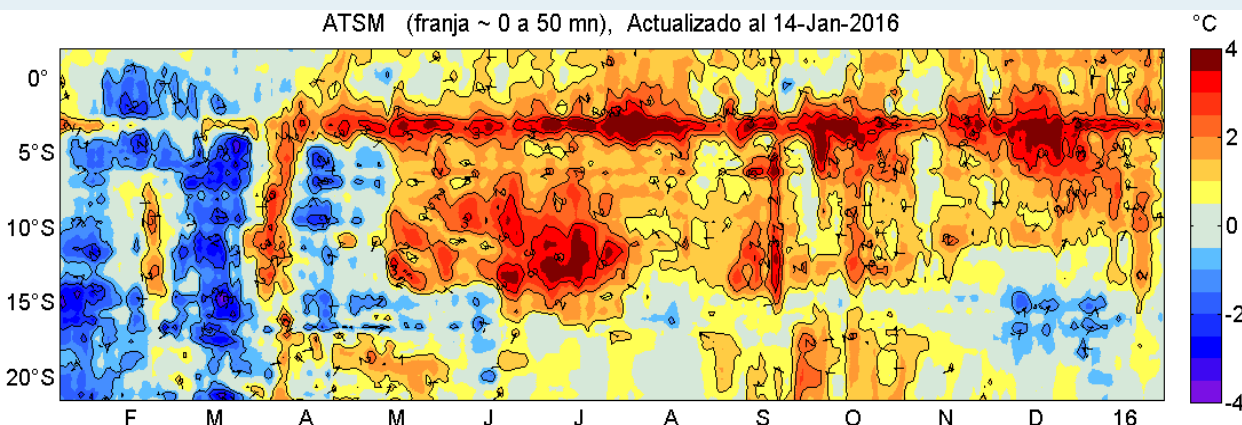 ATSM (franja ~ 0 a 50 mn), Actualizado al 14-Jan-2016
°C
0°
5°S
10°S
15°S
20°S
F M A M J J A S O N D 16
4
2
0
-2
-4